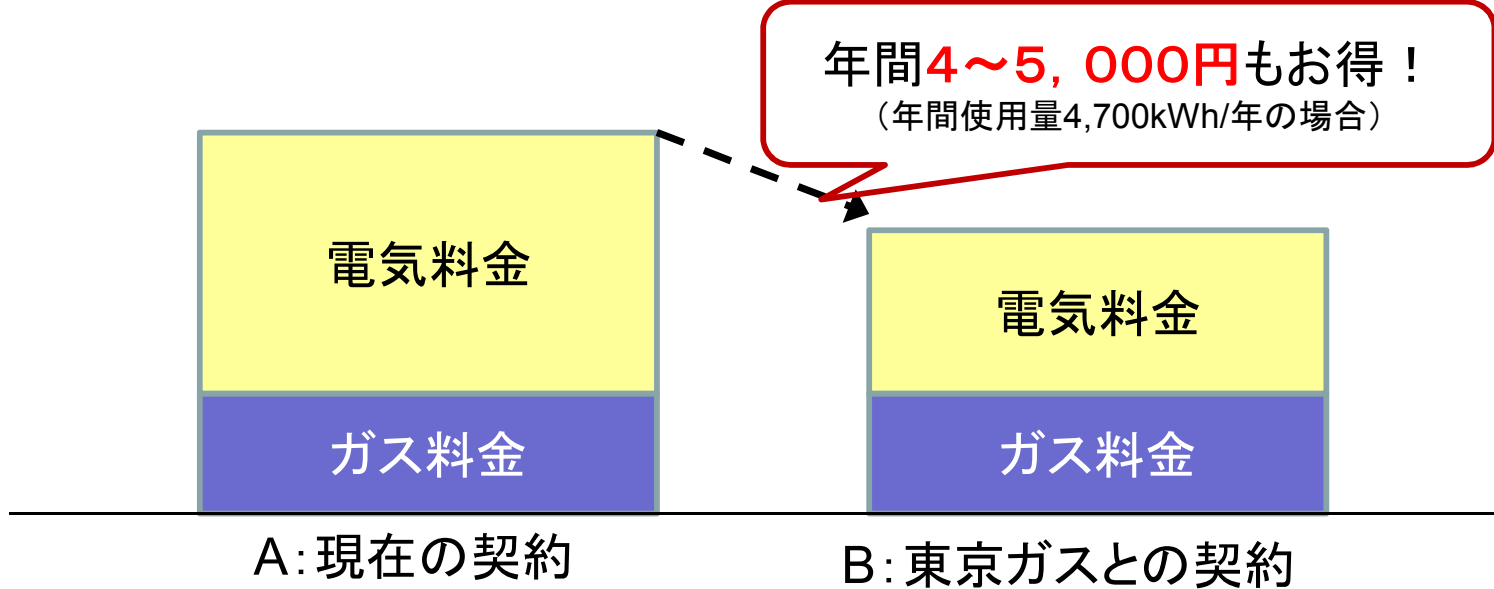 年間4～5，000円もお得！
（年間使用量4,700kWh/年の場合）
電気料金
電気料金
ガス料金
ガス料金
A：現在の契約
B：東京ガスとの契約